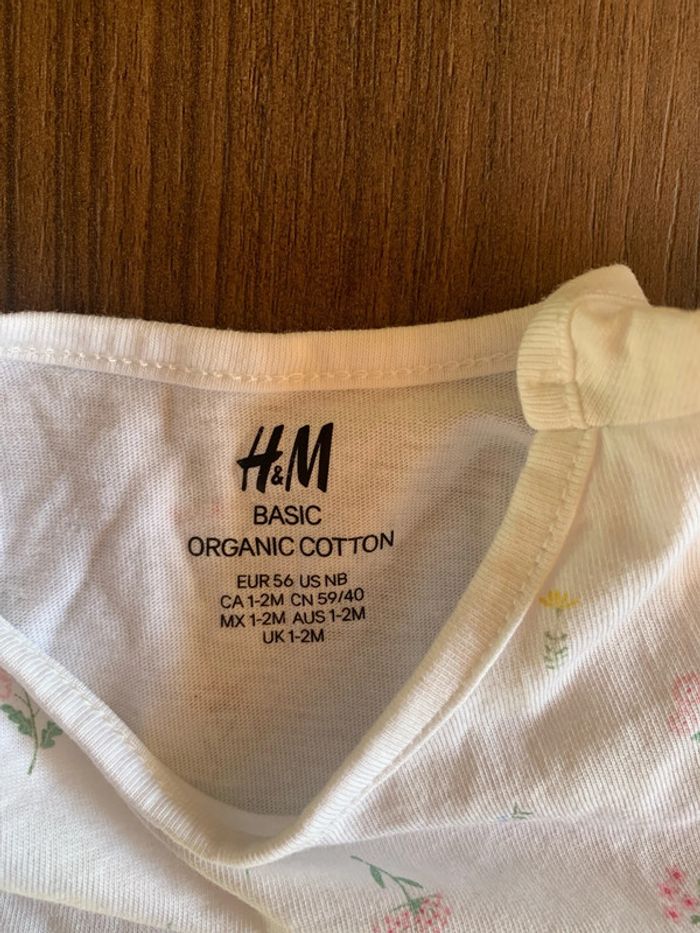 H&M
BASIC
ORGANIC COTTON
EUR 56 US NB
CA 1-2M CN 59/40
MX 1-2M AUS 1-2M
UK 1-2M